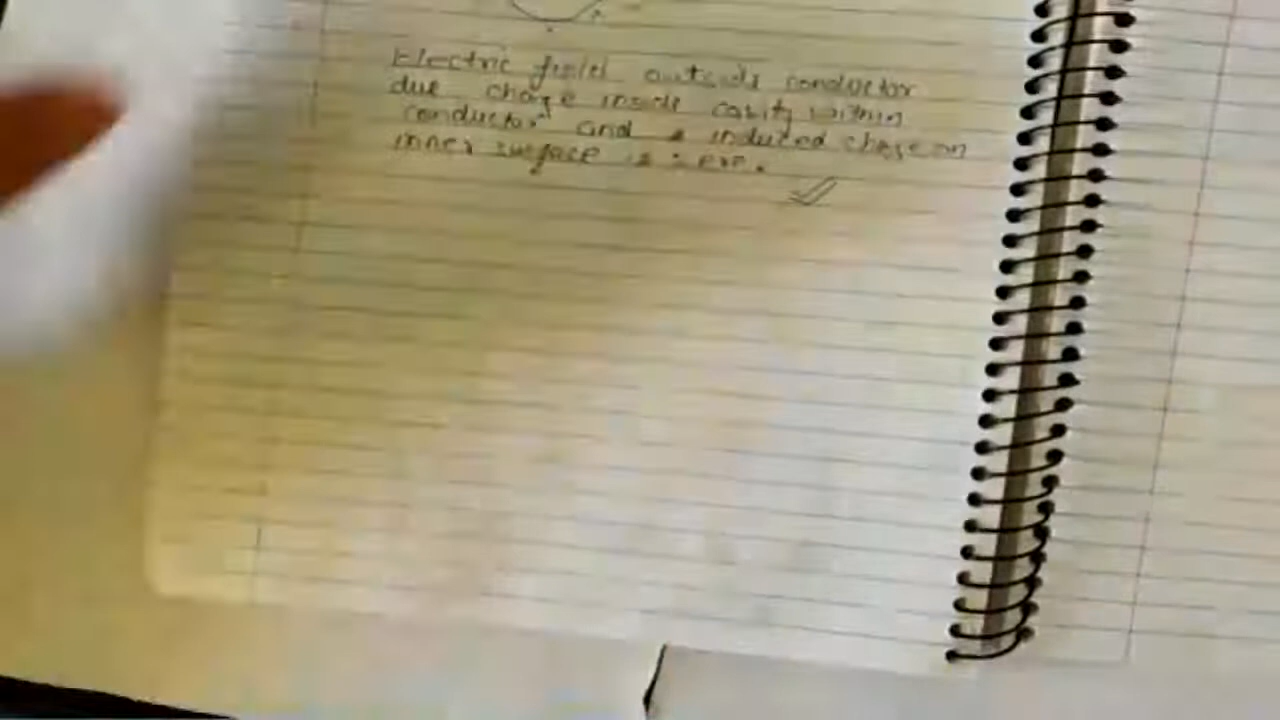 Electric field outside conductor
due charge inside cavity within
conductor and induced charge on
inner surface is zero.